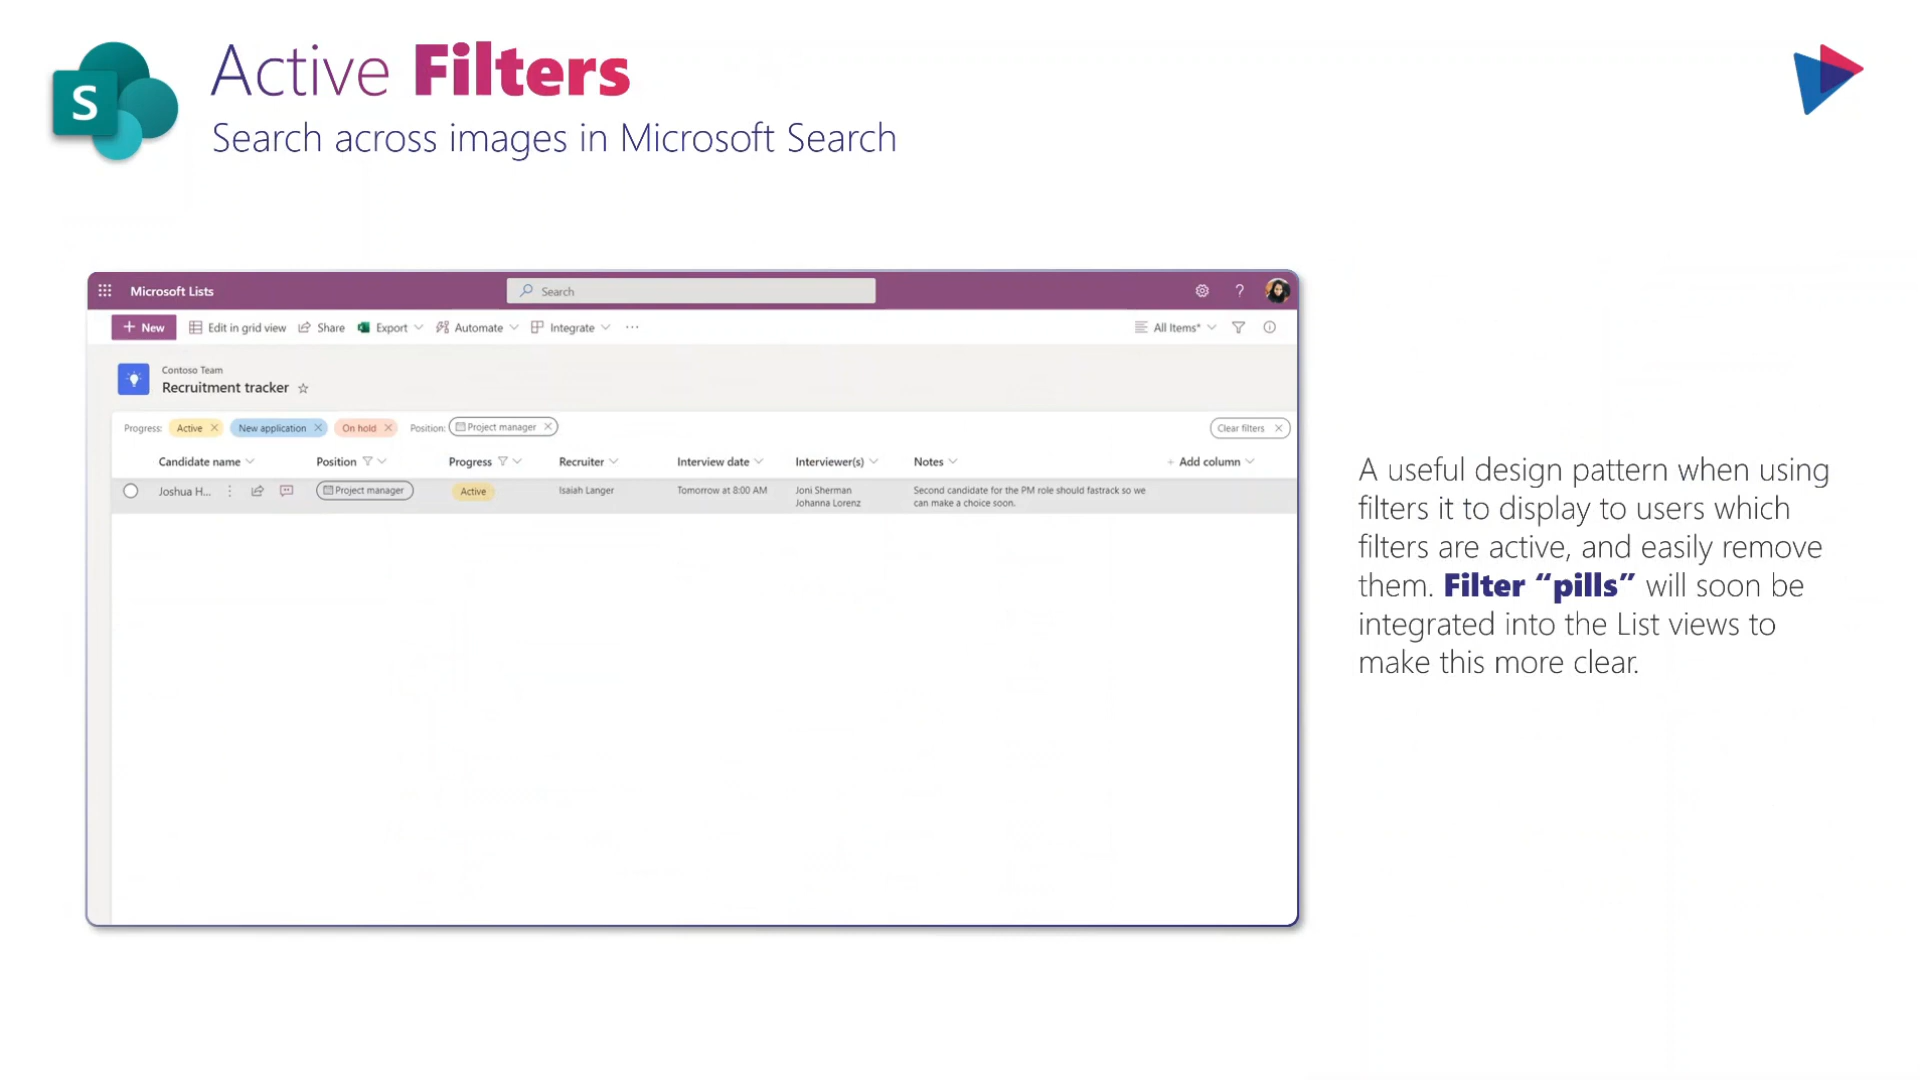 S
Active Filters
Search across images in Microsoft Search
Microsoft Lists
Search
?
+ New
Edit in grid view
Share
Export
Automate
Integrate
...
All Items*
Contoso Team
Recruitment tracker
Progress: Active × New application × On hold × Position: Project manager ×
Clear filters ×
Candidate name
Position
Progress
Recruiter
Interview date
Interviewer(s)
Notes
+ Add column
Joshua H...
Project manager
Active
Isaiah Langer
Tomorrow at 8:00 AM
Joni Sherman
Johanna Lorenz
Second candidate for the PM role should fastrack so we
can make a choice soon.
A useful design pattern when using
filters it to display to users which
filters are active, and easily remove
them. Filter “pills” will soon be
integrated into the List views to
make this more clear.